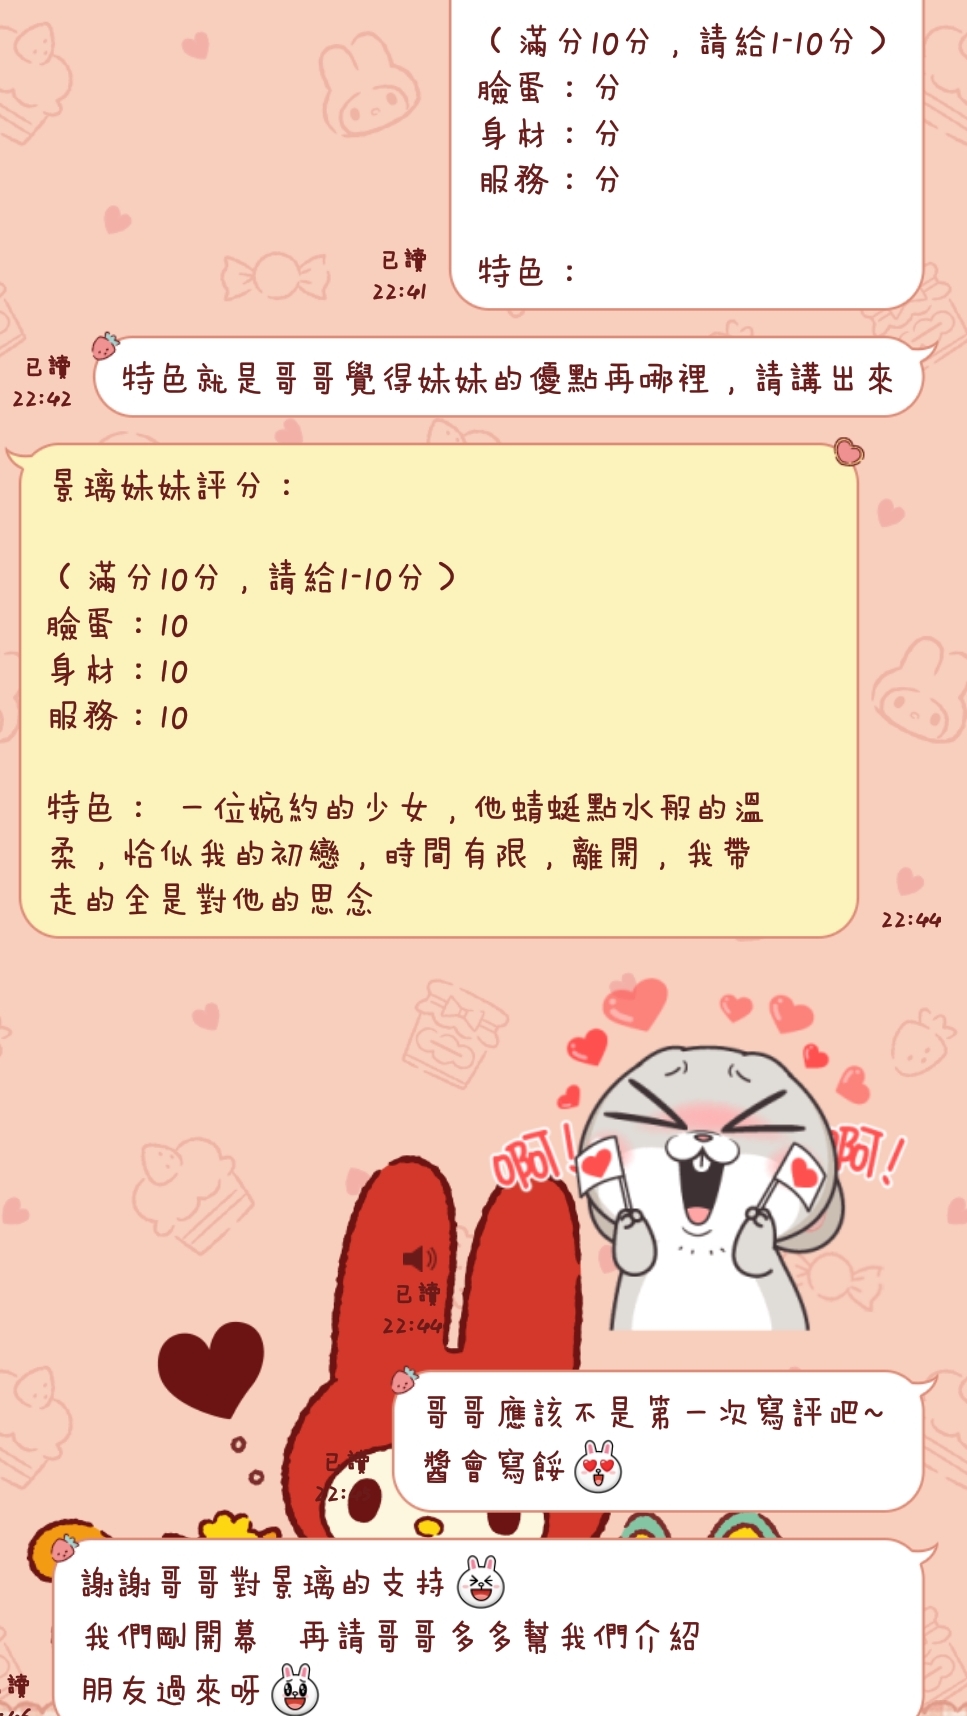 (滿分10分,請給1-10分)
臉蛋:分
身材:分
服務:分
特色:
已讀
22:41
特色就是哥哥覺得妹妹的優點再哪裡,請講出來
已讀
22:42
景璃妹妹評分:
(滿分10分,請給1-10分)
臉蛋:10
身材:10
服務:10
特色: 一位婉約的少女,他蜻蜓點水般的溫
柔,恰似我的初戀,時間有限,離開,我帶
走的全是對他的思念
22:44
啊! 啊!
已讀
22:44
哥哥應該不是第一次寫評吧~
醬會寫餒
已讀
謝謝哥哥對景璃的支持
我們剛開幕 再請哥哥多多幫我們介紹
朋友過來呀
讀